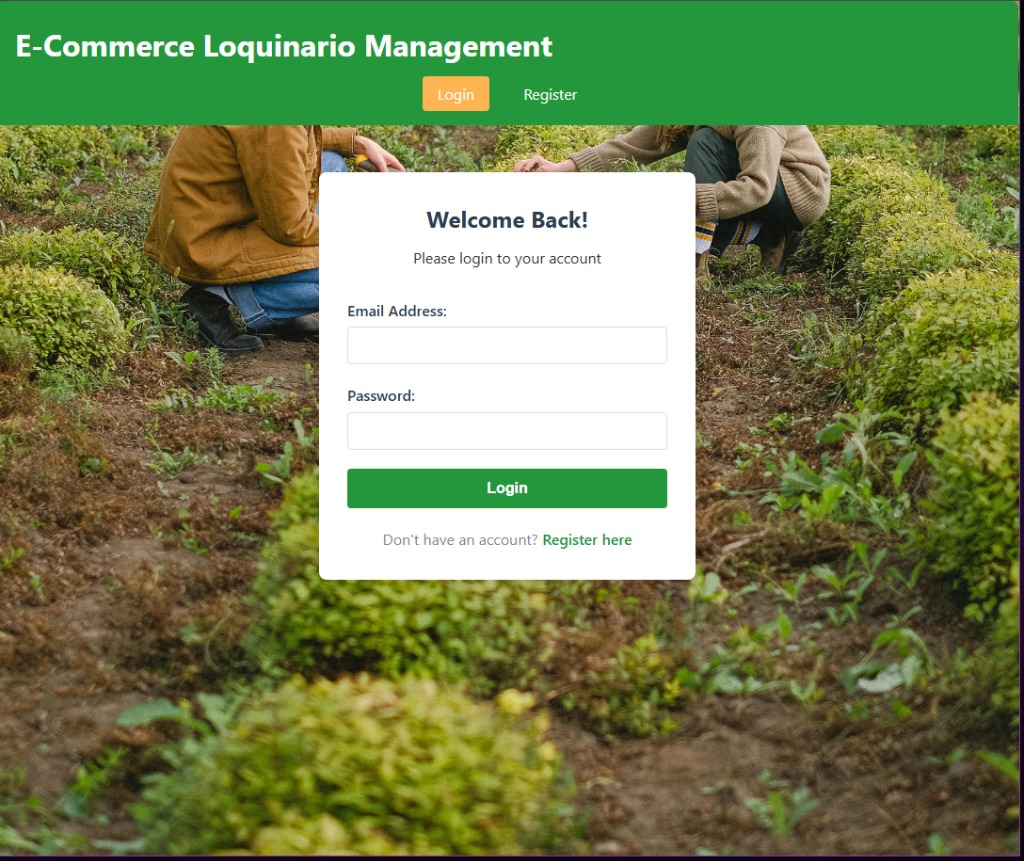 E-Commerce Loquinario Management
Login Register
Welcome Back!
Please login to your account
Email Address:
Password:
Login
Don't have an account? Register here